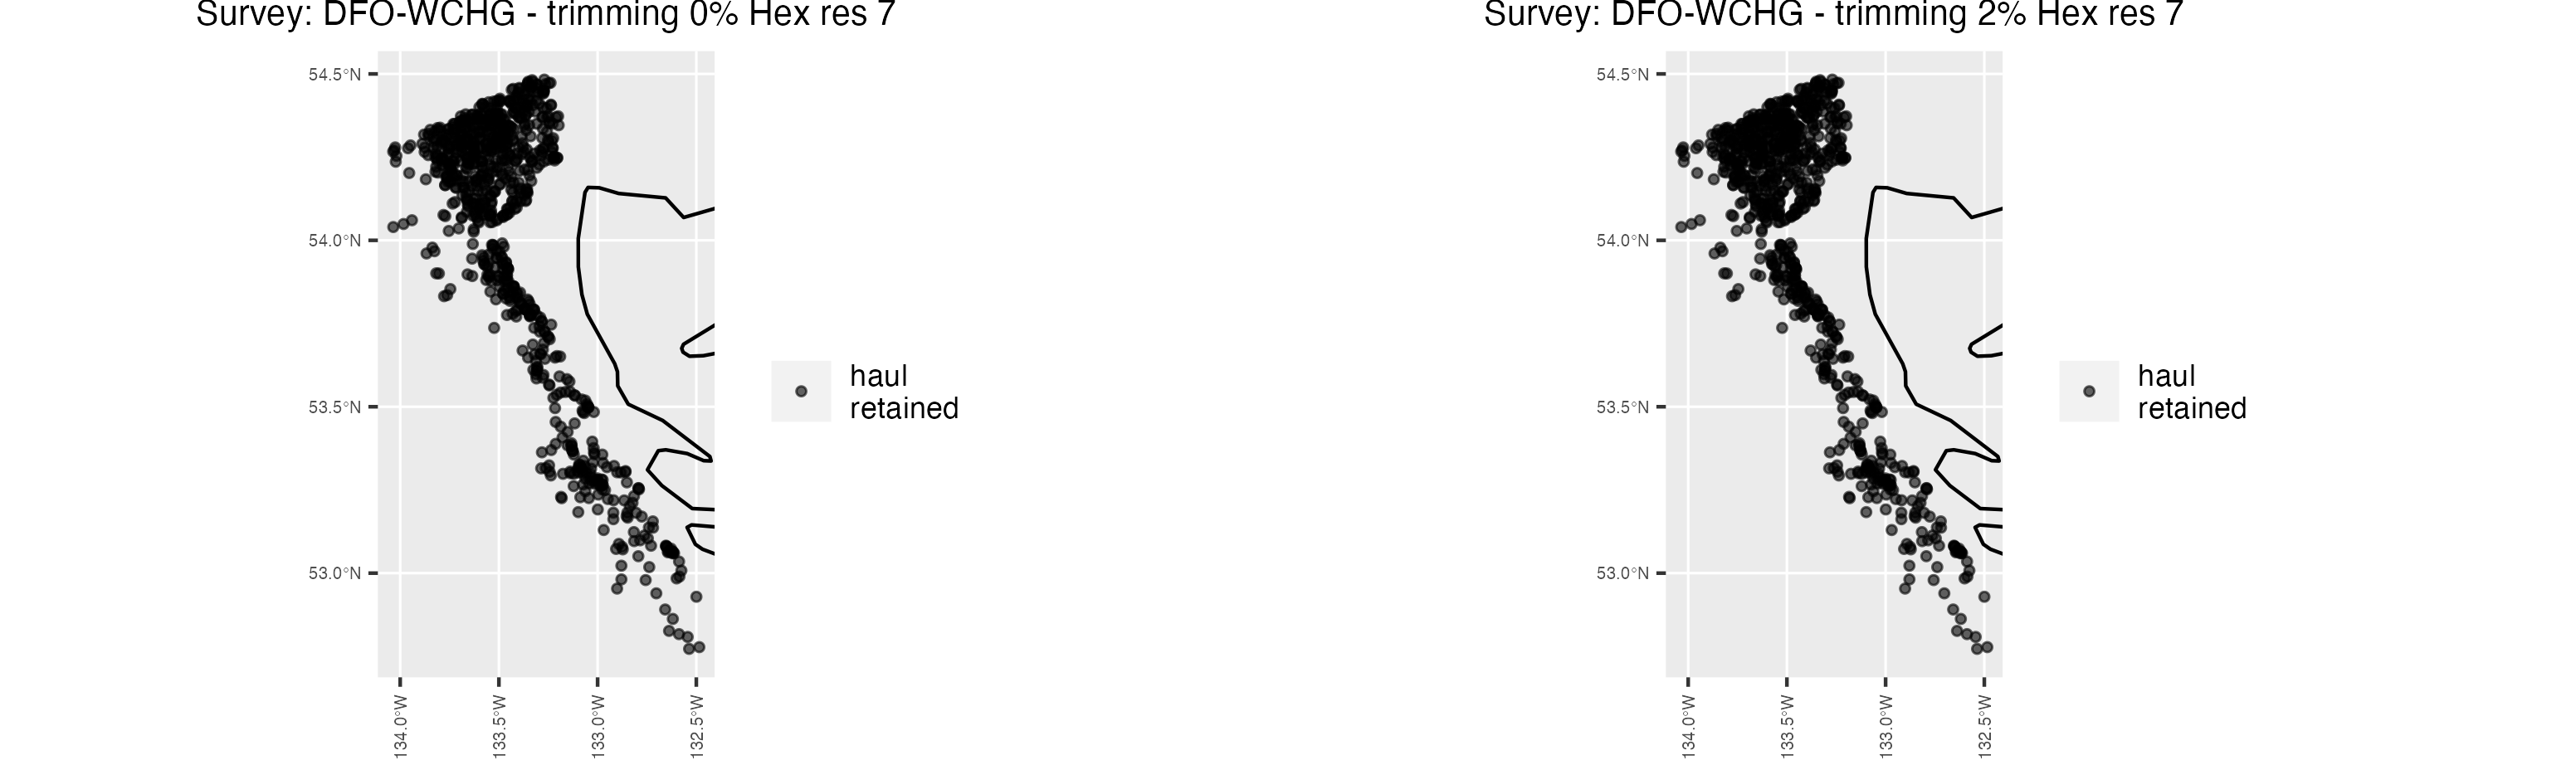 Survey: DFO-WCHG - trimming 0% Hex res 7
54.5°N
54.0°N
53.5°N
53.0°N
134.0°W
133.5°W
133.0°W
132.5°W
haul
retained
Survey: DFO-WCHG - trimming 2% Hex res 7
54.5°N
54.0°N
53.5°N
53.0°N
134.0°W
133.5°W
133.0°W
132.5°W
haul
retained